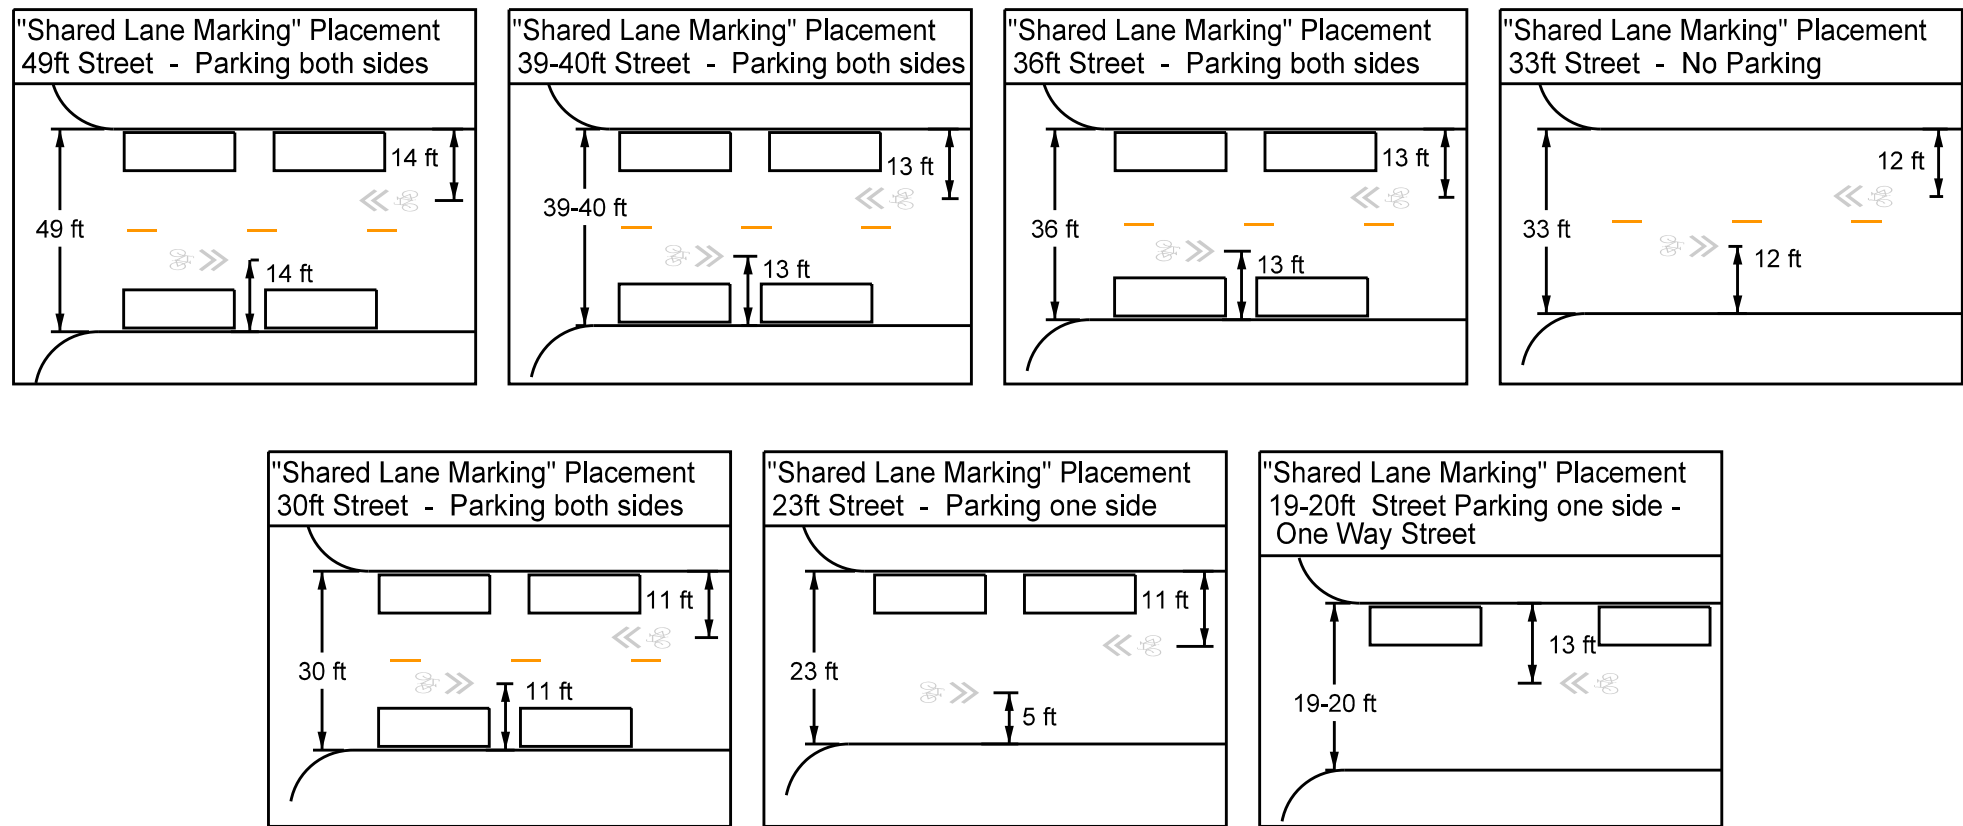 "Shared Lane Marking" Placement
49ft Street - Parking both sides
14 ft
49 ft
14 ft
"Shared Lane Marking" Placement
39-40ft Street - Parking both sides
13 ft
39-40 ft
13 ft
"Shared Lane Marking" Placement
36ft Street - Parking both sides
13 ft
36 ft
13 ft
"Shared Lane Marking" Placement
33ft Street - No Parking
12 ft
33 ft
12 ft
"Shared Lane Marking" Placement
30ft Street - Parking both sides
11 ft
30 ft
11 ft
"Shared Lane Marking" Placement
23ft Street - Parking one side
11 ft
23 ft
5 ft
"Shared Lane Marking" Placement
19-20ft Street Parking one side -
One Way Street
13 ft
19-20 ft